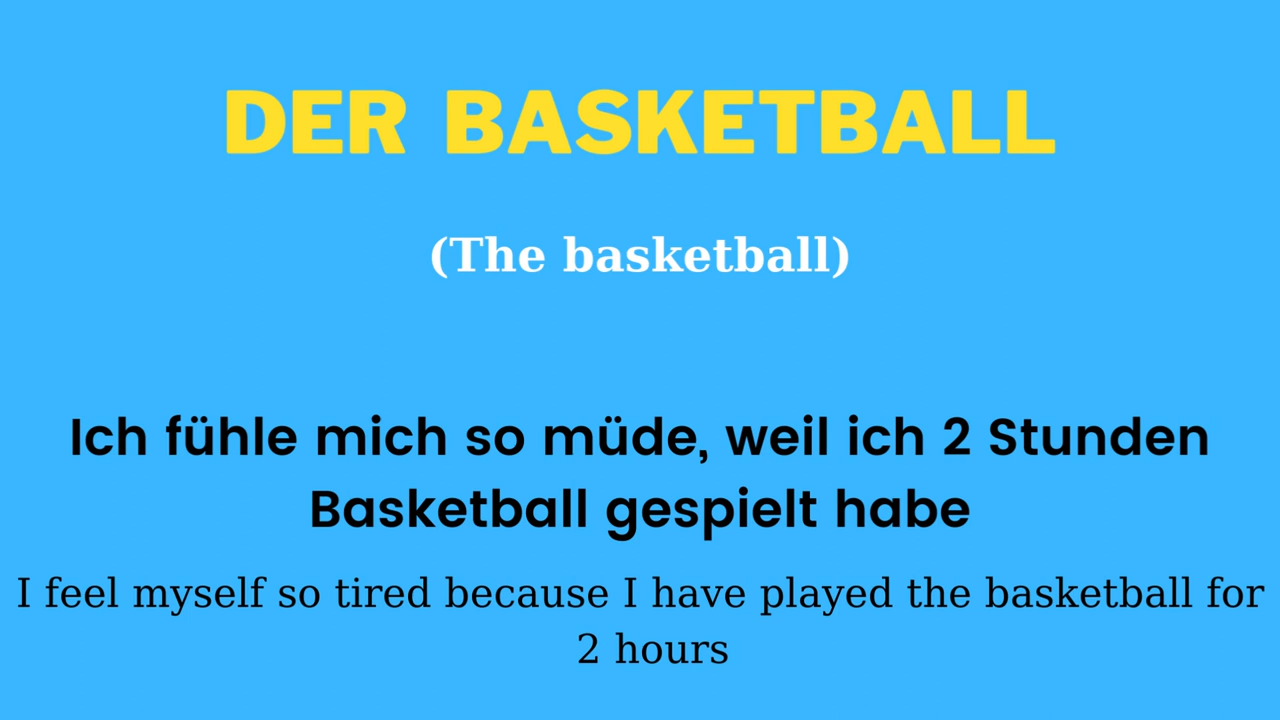 DER BASKETBALL
(The basketball)
Ich fühle mich so müde, weil ich 2 Stunden
Basketball gespielt habe
I feel myself so tired because I have played the basketball for
2 hours